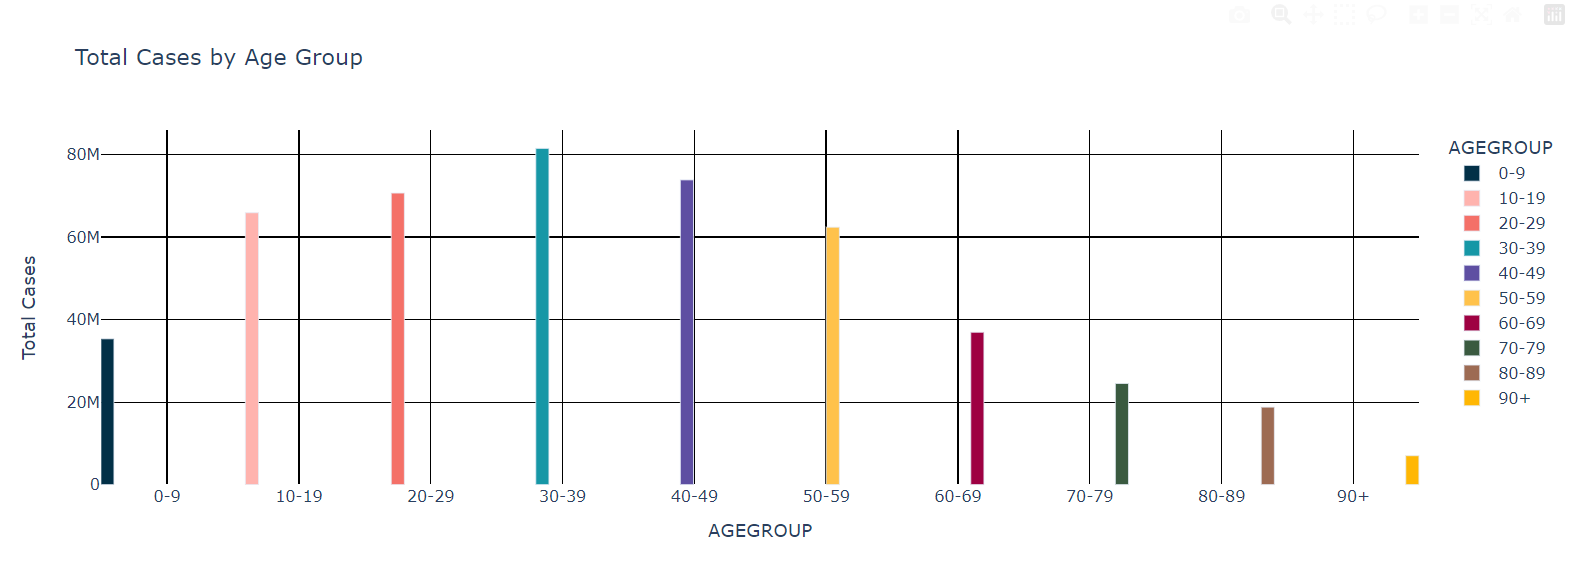 Total Cases by Age Group
80M
60M
40M
20M
0
Total Cases
0-9 10-19 20-29 30-39 40-49 50-59 60-69 70-79 80-89 90+
AGEGROUP
AGEGROUP
0-9
10-19
20-29
30-39
40-49
50-59
60-69
70-79
80-89
90+